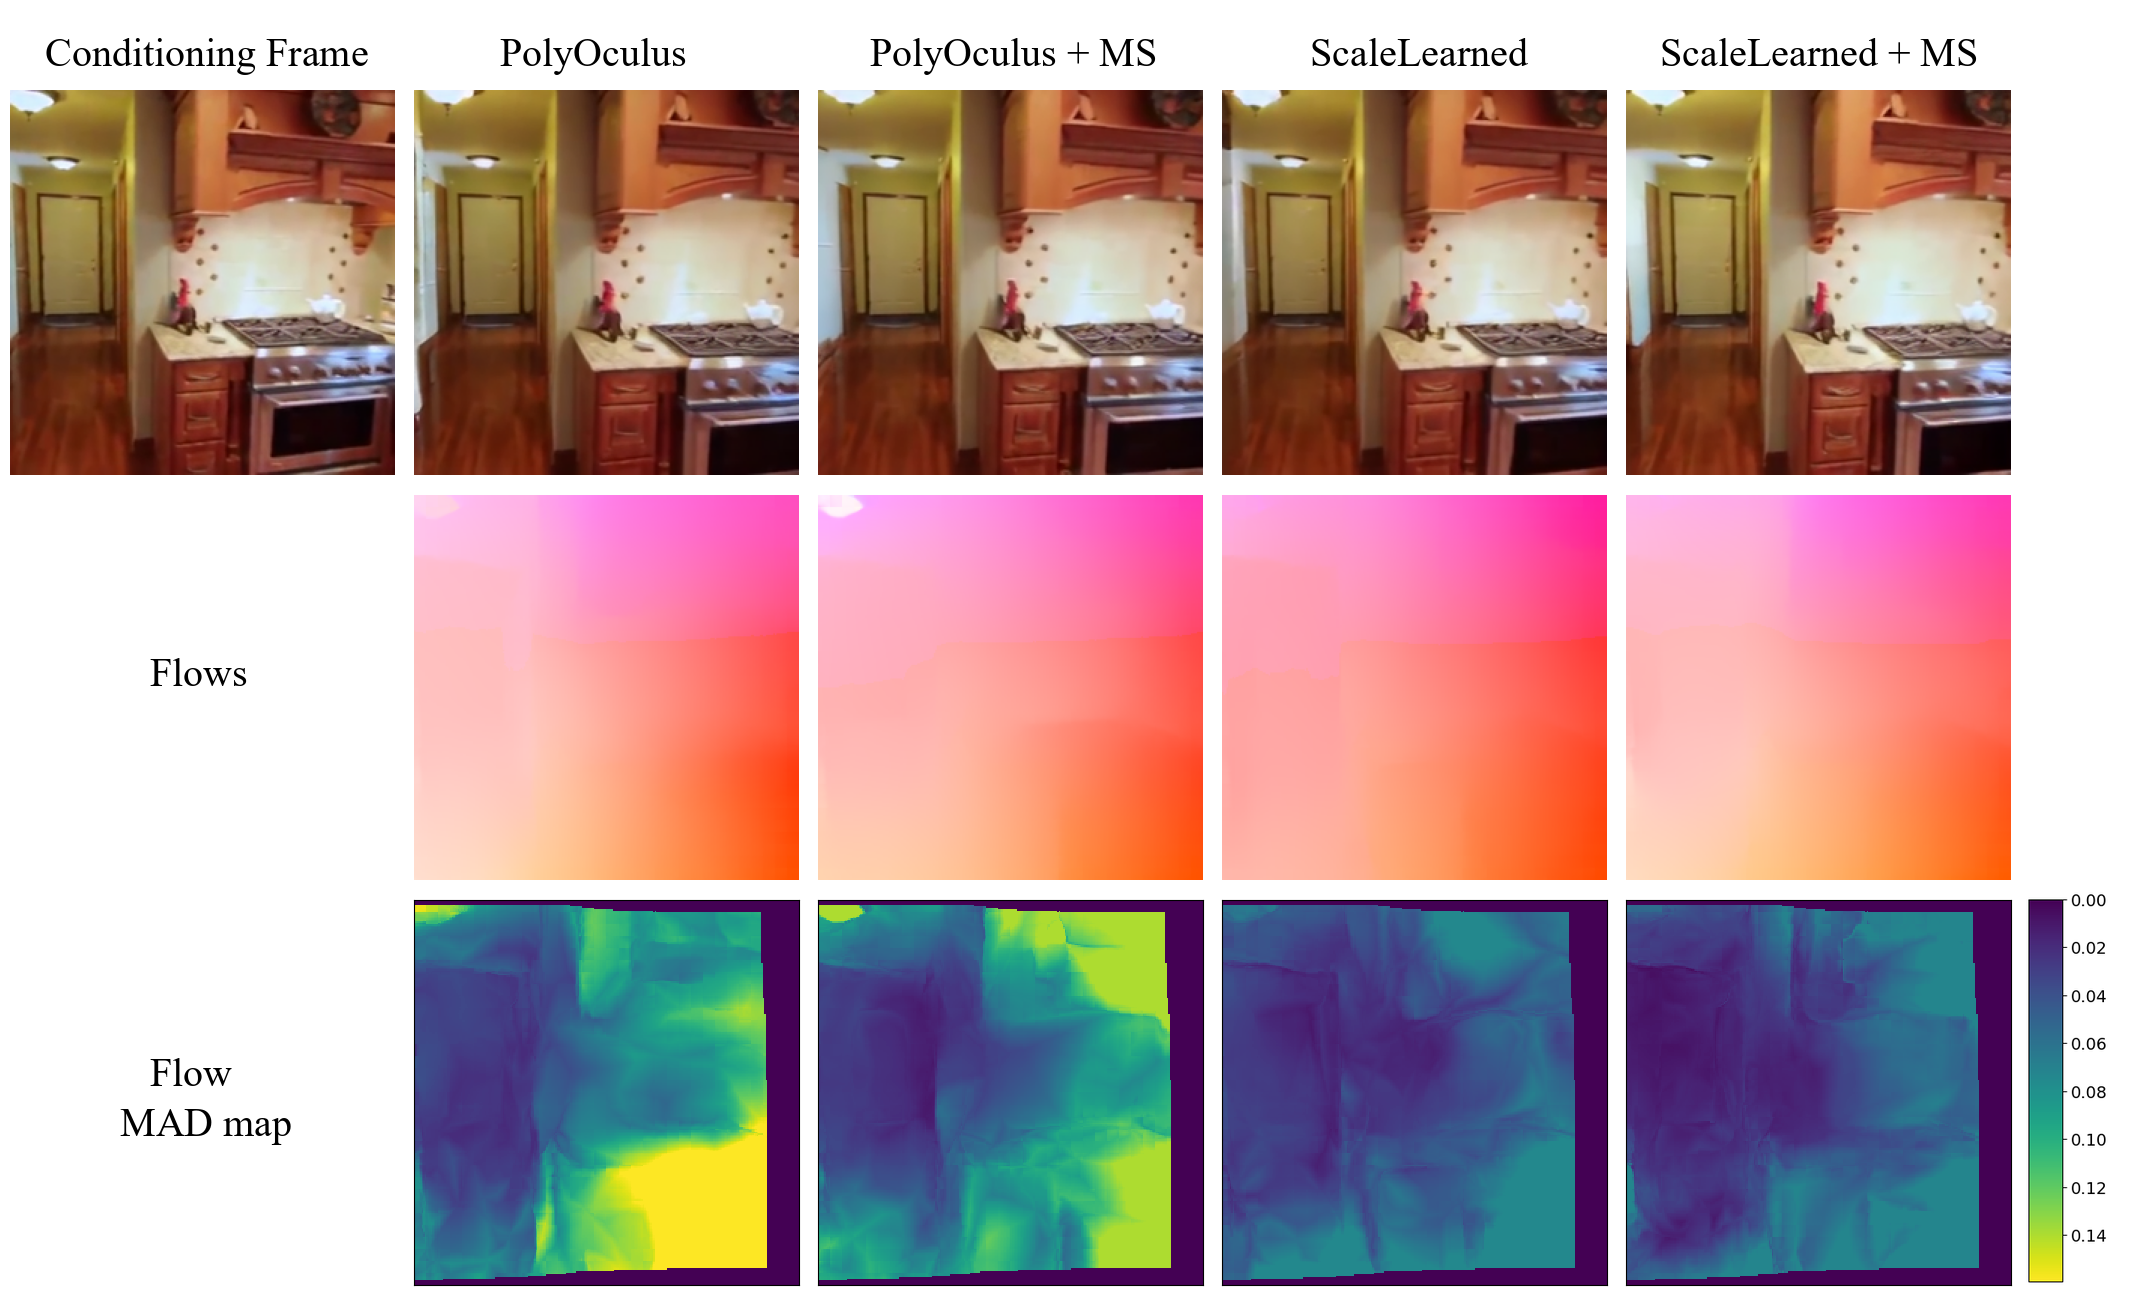 Conditioning Frame
PolyOculus
PolyOculus + MS
ScaleLearned
ScaleLearned + MS
Flows
Flow
MAD map
0.00
0.02
0.04
0.06
0.08
0.10
0.12
0.14